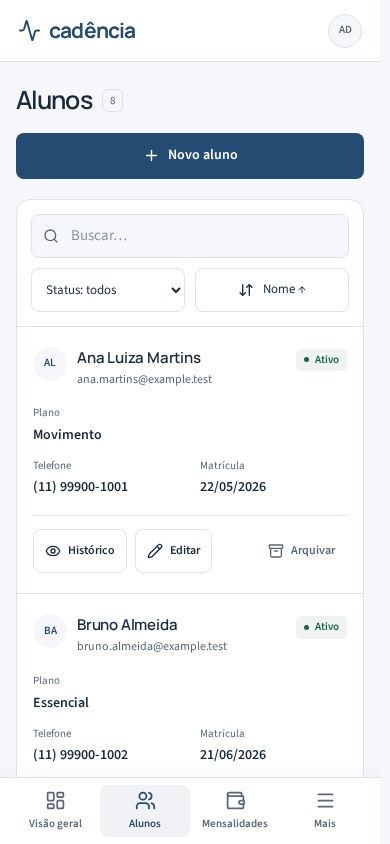 cadência
AD
Alunos 8
Novo aluno
Buscar...
Status: todos
Nome ↑
AL
Ana Luiza Martins
Ativo
ana.martins@example.test
Plano
Movimento
Telefone Matrícula
(11) 99900-1001 22/05/2026
Histórico Editar Arquivar
BA
Bruno Almeida
Ativo
bruno.almeida@example.test
Plano
Essencial
Telefone Matrícula
(11) 99900-1002 21/06/2026
Visão geral Alunos Mensalidades Mais